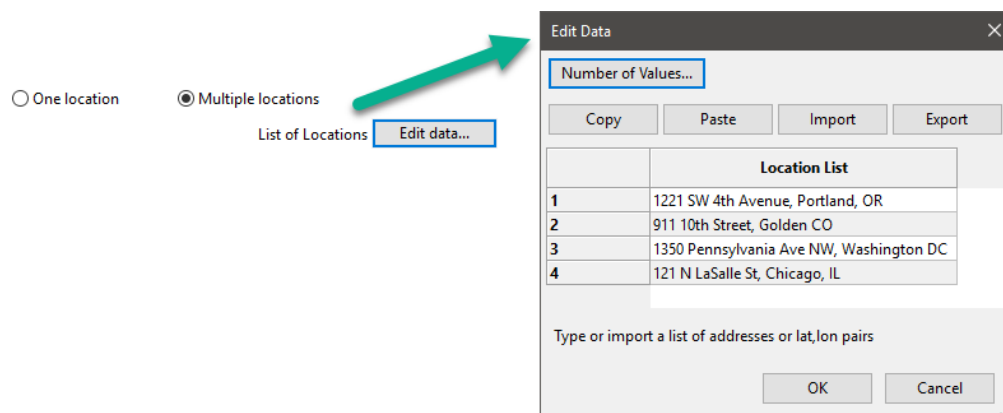 One location
Multiple locations
List of Locations
Edit data...
Edit Data
Number of Values...
Copy
Paste
Import
Export
Location List
1 1221 SW 4th Avenue, Portland, OR
2 911 10th Street, Golden CO
3 1350 Pennsylvania Ave NW, Washington DC
4 121 N LaSalle St, Chicago, IL
Type or import a list of addresses or lat,lon pairs
OK
Cancel